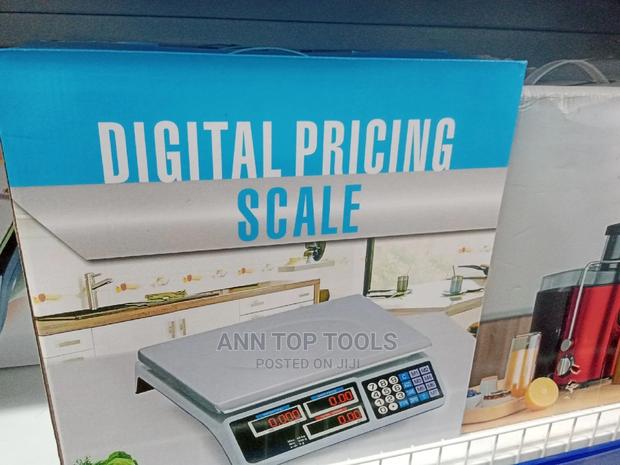 DIGITAL PRICING
SCALE
ANN TOP TOOLS
POSTED ON JIJI
0.000
0.00
0.00